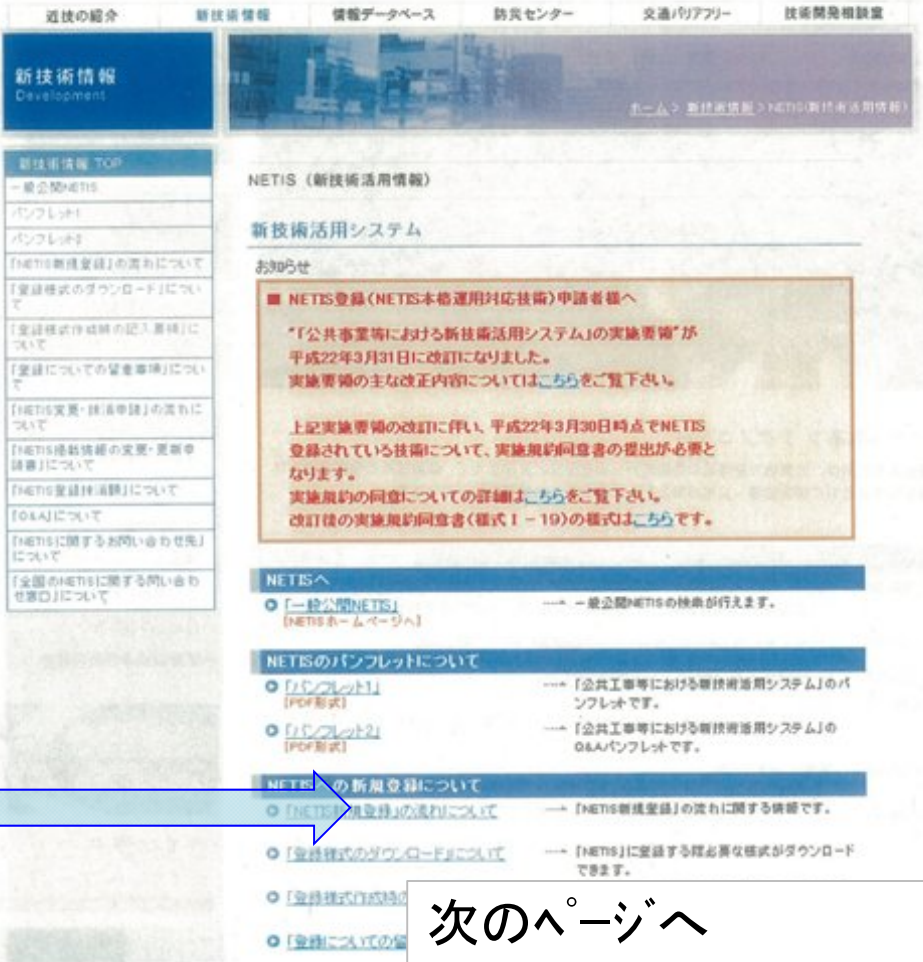 近技の紹介 新技術情報 情報データベース 防災センター 交通バリアフリー 技術開発相談室
新技術情報
Development
ホーム > 新技術情報 > NETIS(新技術活用情報)
新技術情報 TOP
一般公開NETIS
パンフレット1
パンフレット2
「NETIS新規登録」の流れについて
「登録様式のダウンロード」につい
て
「登録様式作成時の記入要領」に
ついて
「登録についての留意事項」につい
て
「NETIS変更・抹消申請」の流れに
ついて
「NETIS掲載情報の変更・更新申
請書」について
「NETIS登録抹消願」について
「Q&A」について
「NETISに関するお問い合わせ先」
について
「全国のNETISに関する問い合わ
せ窓口」について
NETIS（新技術活用情報）
新技術活用システム
お知らせ
■ NETIS登録(NETIS本格運用対応技術)申請者様へ
"「公共事業等における新技術活用システム」の実施要領"が
平成22年3月31日に改訂になりました。
実施要領の主な改正内容についてはこちらをご覧下さい。
上記実施要領の改訂に伴い、平成22年3月30日時点でNETIS
登録されている技術について、実施規約同意書の提出が必要と
なります。
実施規約の同意についての詳細はこちらをご覧下さい。
改訂後の実施規約同意書(様式Ⅰ－19)の様式はこちらです。
NETISへ
「一般公開NETIS」 ----→ 一般公開NETISの検索が行えます。
[NETISホームページへ]
NETISのパンフレットについて
「パンフレット1」 ----→ 「公共工事等における新技術活用システム」のパ
[PDF形式] ンフレットです。
「パンフレット2」 ----→ 「公共工事等における新技術活用システム」の
[PDF形式] Q&Aパンフレットです。
NETISへの新規登録について
「NETIS新規登録」の流れについて ----→ 「NETIS新規登録」の流れに関する情報です。
「登録様式のダウンロード」について ----→ 「NETIS」に登録する際必要な様式がダウンロード
できます。
「登録様式作成時の
「登録についての留
次のページへ